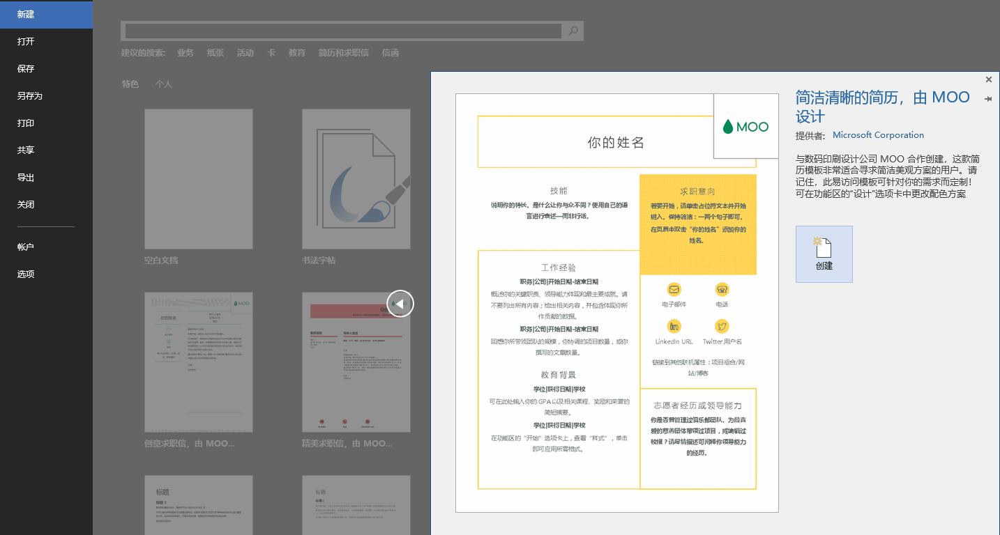 新建
打开
保存
另存为
打印
共享
导出
关闭
帐户
选项
建议的搜索: 业务 纸张 活动 卡 教育 简历和求职信 信函
特色 个人
空白文档 书法字帖
MOO
你的姓名
创意求职信，由 MOO... 精美求职信，由 MOO...
标题
标题 1
标题
标题 1
MOO
你的姓名
技能
说明你的特长。是什么让你与众不同？使用自己的语
言进行表述—而非行话。
求职意向
若要开始，请单击占位符文本并开始
键入。保持简洁：一两个句子即可。
在页眉中双击“你的姓名”添加你的
姓名。
工作经验
职务|公司|开始日期-结束日期
概述你的关键职责、领导能力体现和最主要成就。请
不要列出所有内容；给出相关内容，并包含体现你所
作贡献的数据。
职务|公司|开始日期-结束日期
回想你所带领团队的规模，你协调的项目数量，或你
撰写的文章数量。
教育背景
学位|获得日期|学校
可在此处输入你的 GPA 以及相关课程、奖励和荣誉的
简短摘要。
学位|获得日期|学校
在功能区的“开始”选项卡上，查看“样式”，单击
即可应用所需格式。
电子邮件 电话
LinkedIn URL Twitter 用户名
链接到其他联机属性：项目组合/网
站/博客
志愿者经历或领导能力
你是否曾管理过俱乐部团队、为最喜
爱的慈善团体带领过项目，或编辑过
校报？请尽情描述可阐释你领导能力
的经历。
简洁清晰的简历，由 MOO
设计
提供者: Microsoft Corporation
与数码印刷设计公司 MOO 合作创建，这款简
历模板非常适合寻求简洁美观方案的用户。请
记住，此易访问模板可针对你的需求而定制！
可在功能区的“设计”选项卡中更改配色方案
创建